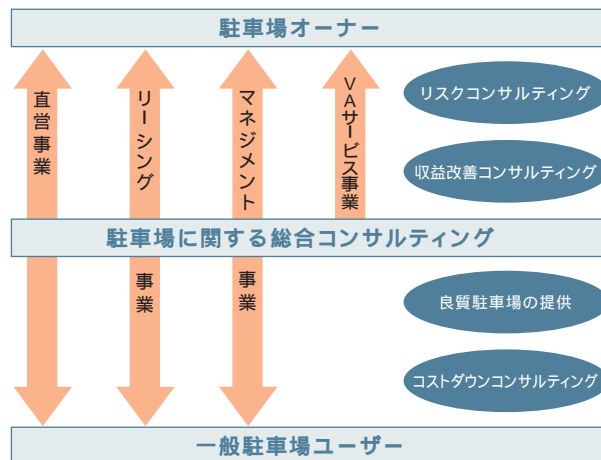 駐車場オーナー
直営事業
リーシング
マネジメント
VAサービス事業
リスクコンサルティング
収益改善コンサルティング
駐車場に関する総合コンサルティング
事業
事業
良質駐車場の提供
コストダウンコンサルティング
一般駐車場ユーザー